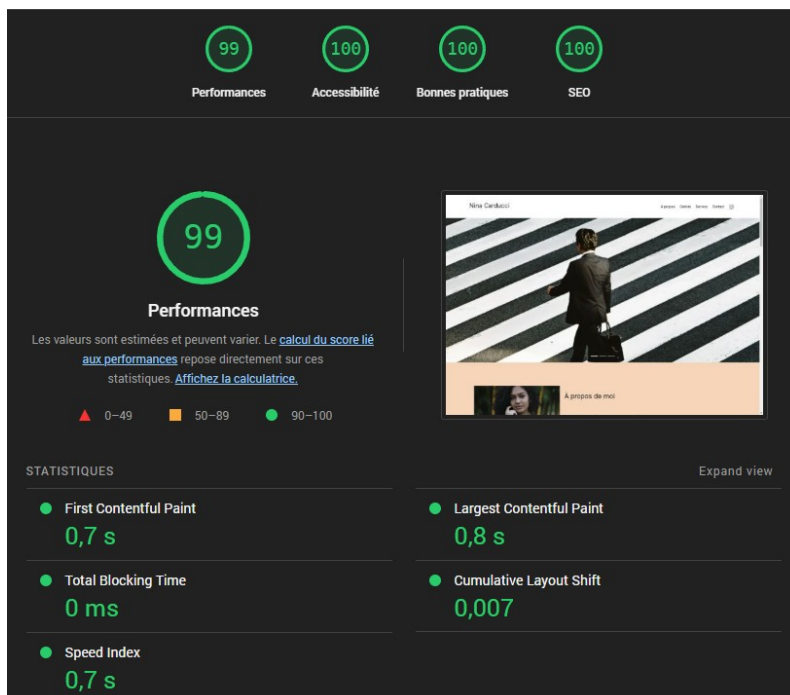 99
100
100
100
Performances
Accessibilité
Bonnes pratiques
SEO
99
Performances
Les valeurs sont estimées et peuvent varier. Le calcul du score lié
aux performances repose directement sur ces
statistiques. Affichez la calculatrice.
0–49
50–89
90–100
Nina Carducci
À propos de moi
STATISTIQUES
Expand view
First Contentful Paint
0,7 s
Largest Contentful Paint
0,8 s
Total Blocking Time
0 ms
Cumulative Layout Shift
0,007
Speed Index
0,7 s